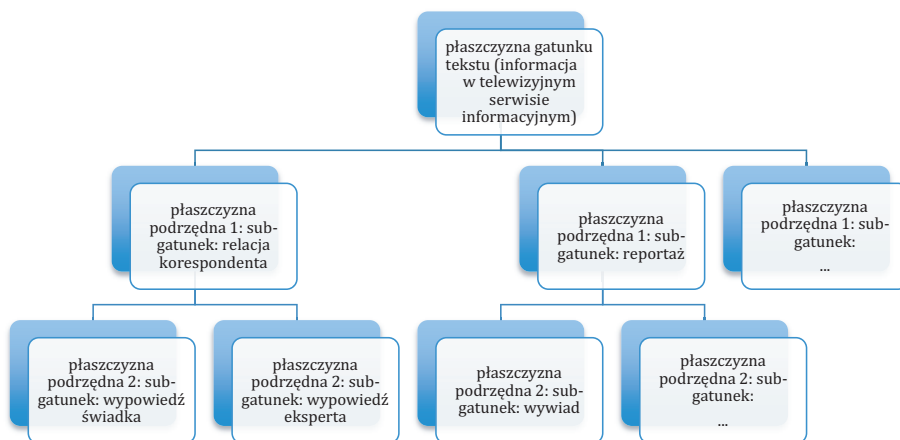 płaszczyzna gatunku
tekstu (informacja
w telewizyjnym
serwisie
informacyjnym)
płaszczyzna
podrzędna 1: sub-
gatunek: relacja
korespondenta
płaszczyzna
podrzędna 1: sub-
gatunek: reportaż
płaszczyzna
podrzędna 1: sub-
gatunek:
...
płaszczyzna
podrzędna 2: sub-
gatunek: wypowiedź
świadka
płaszczyzna
podrzędna 2: sub-
gatunek: wypowiedź
eksperta
płaszczyzna
podrzędna 2: sub-
gatunek: wywiad
płaszczyzna
podrzędna 2: sub-
gatunek:
...